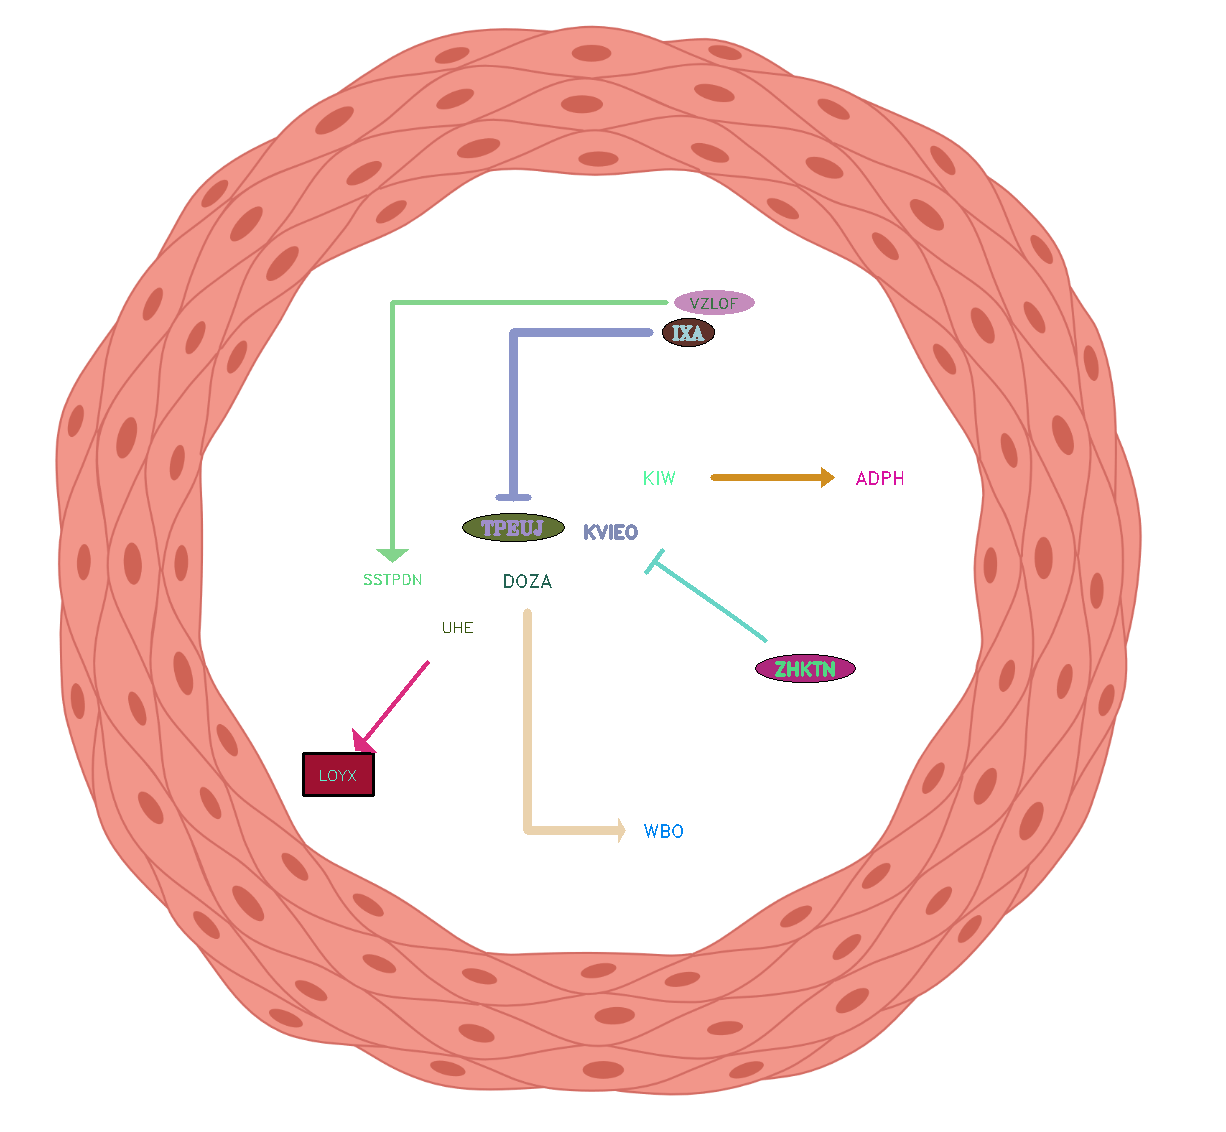 VZLOF
IXA
KIW
ADPH
TPEUJ
KVIEO
SSTPDN
DOZA
UHE
ZHKTN
LOYX
WBO